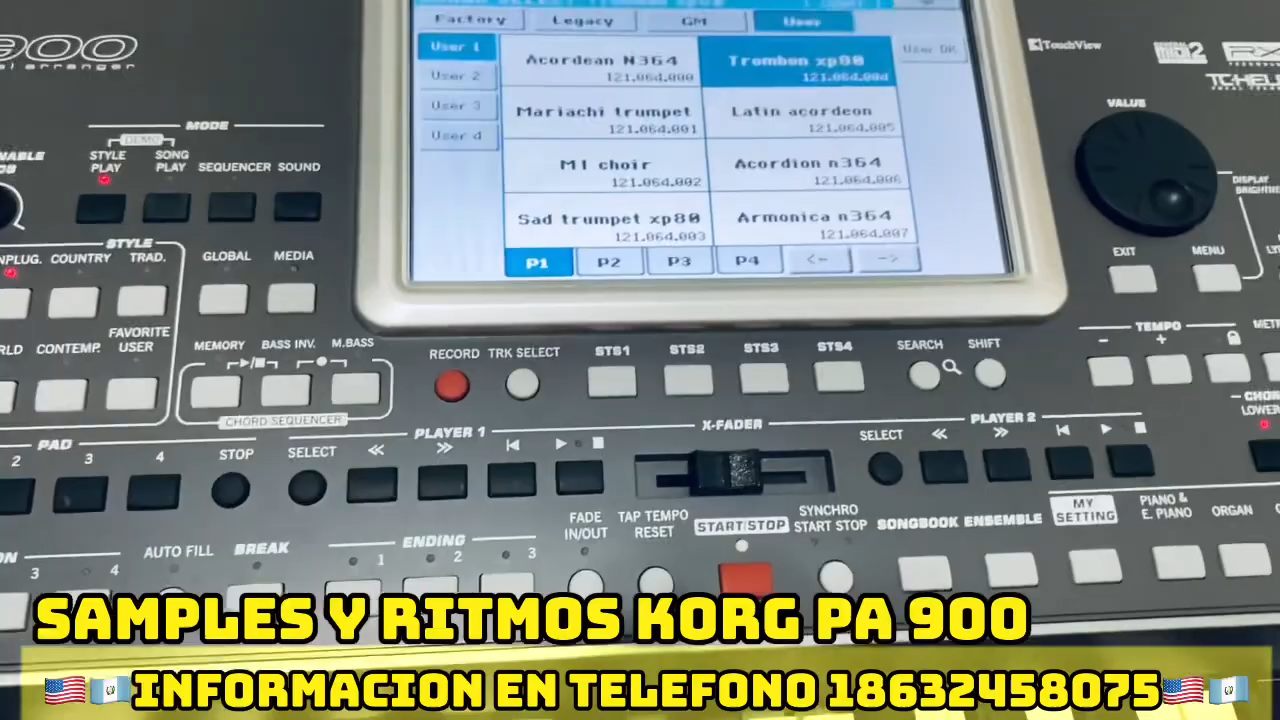 Factory Legacy GM User
User 1
User 2
User 3
User 4
User DK
Acordean N364
121.064.000
Trombon xp80
121.064.004
Mariachi trumpet
121.064.001
Latin acordeon
121.064.005
M1 choir
121.064.002
Acordion n364
121.064.006
Sad trumpet xp80
121.064.003
Armonica n364
121.064.007
P1 P2 P3 P4 <- ->
900
TouchView
VALUE
MODE
DEMO
STYLE PLAY
SONG PLAY
SEQUENCER
SOUND
DISPLAY
STYLE
UNPLUG. COUNTRY TRAD.
GLOBAL MEDIA
EXIT MENU
CONTEMP.
FAVORITE USER
MEMORY BASS INV. M.BASS
CHORD SEQUENCER
RECORD TRK SELECT
STS1 STS2 STS3 STS4
SEARCH SHIFT
TEMPO
- +
LOWER
PAD
2 3 4 STOP
PLAYER 1
SELECT << >>
X-FADER
PLAYER 2
SELECT << >>
3 4
AUTO FILL BREAK
ENDING
1 2 3
FADE IN/OUT
TAP TEMPO RESET
START/STOP
SYNCHRO START STOP
SONGBOOK ENSEMBLE
MY SETTING
PIANO & E. PIANO
ORGAN
SAMPLES Y RITMOS KORG PA 900
INFORMACION EN TELEFONO 18632458075